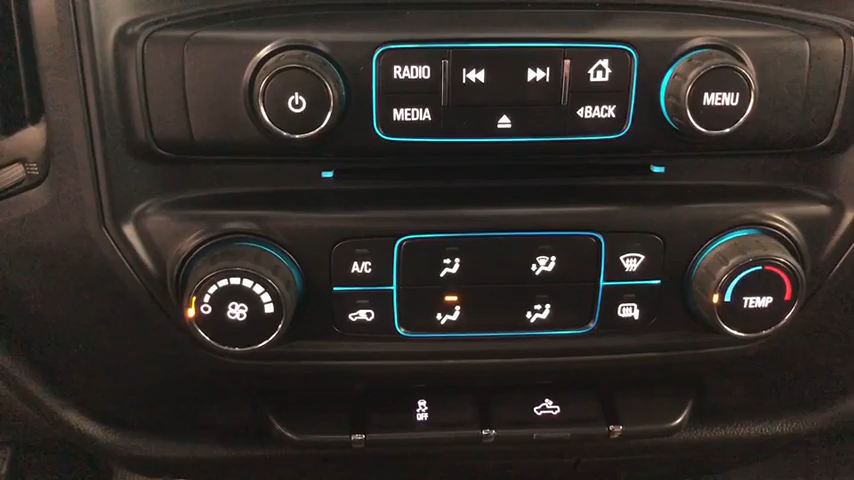 RADIO
MEDIA
BACK
MENU
A/C
TEMP
OFF